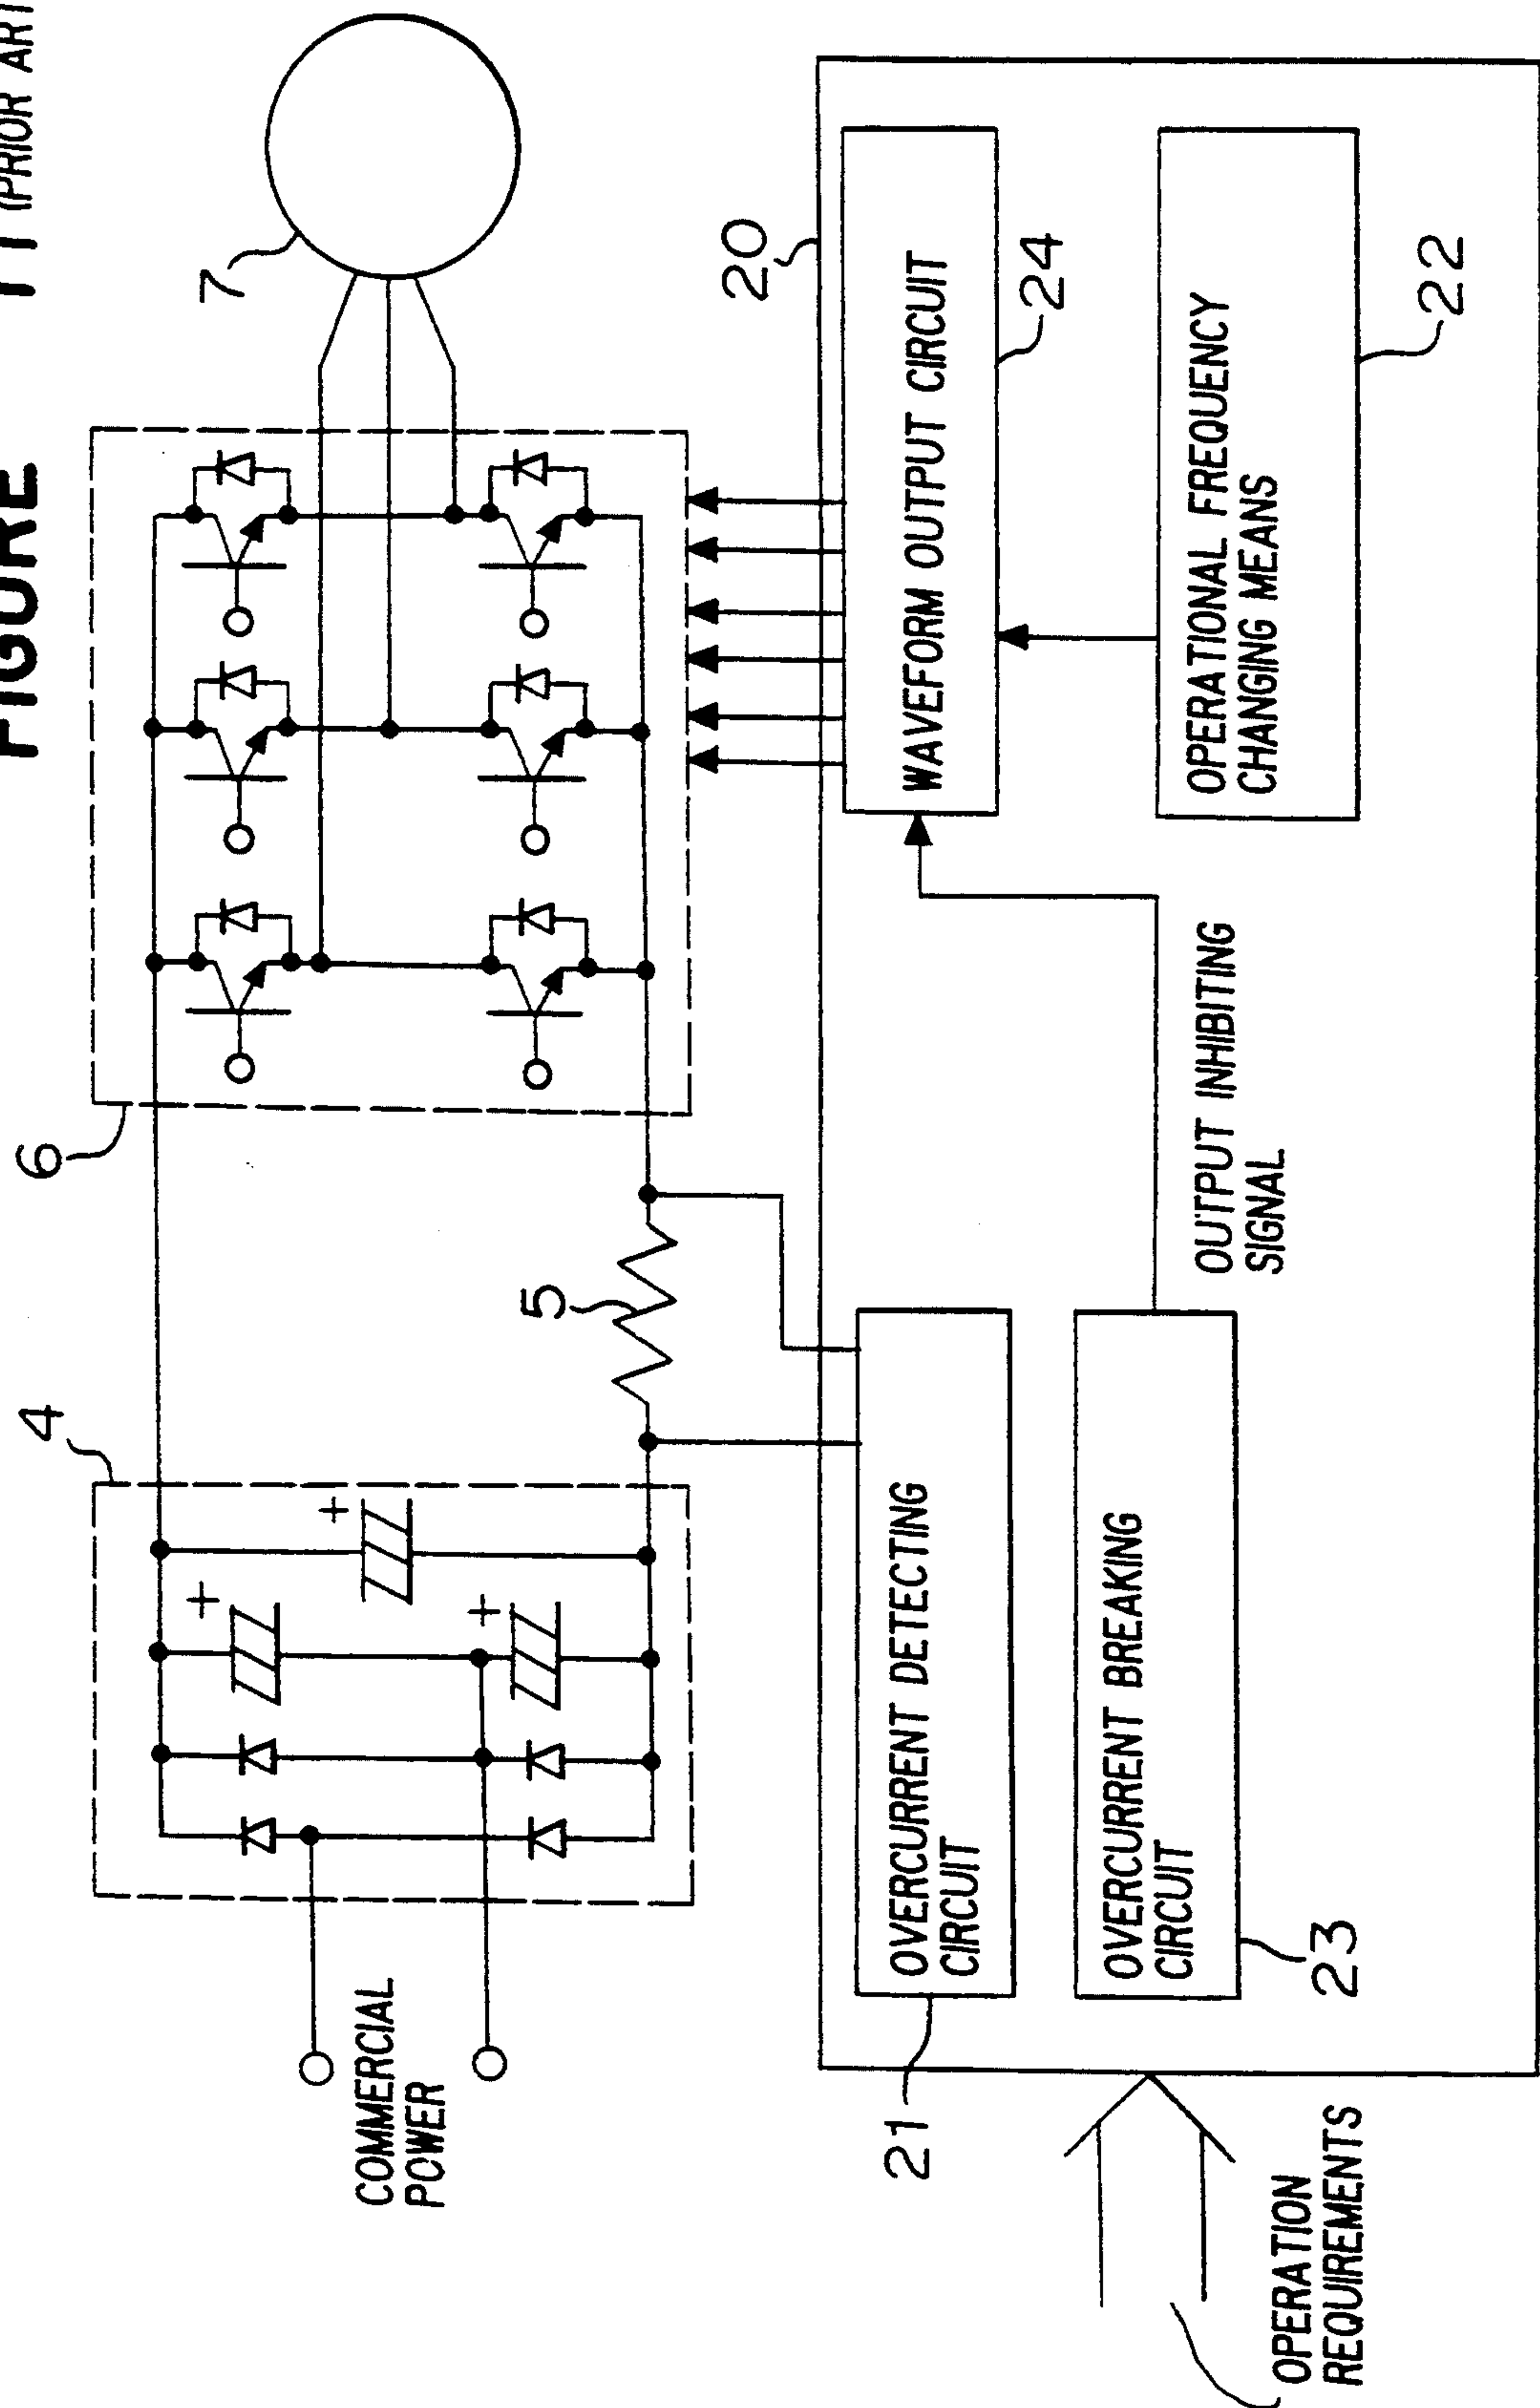 FIGURE 11 (PRIOR ART
4
5
6
7
+
+
+
COMMERCIAL
POWER
20
21
OVERCURRENT DETECTING
CIRCUIT
OVERCURRENT BREAKING
CIRCUIT
23
OUTPUT INHIBITING
SIGNAL
WAVEFORM OUTPUT CIRCUIT
24
OPERATIONAL FREQUENCY
CHANGING MEANS
22
OPERATION
REQUIREMENTS